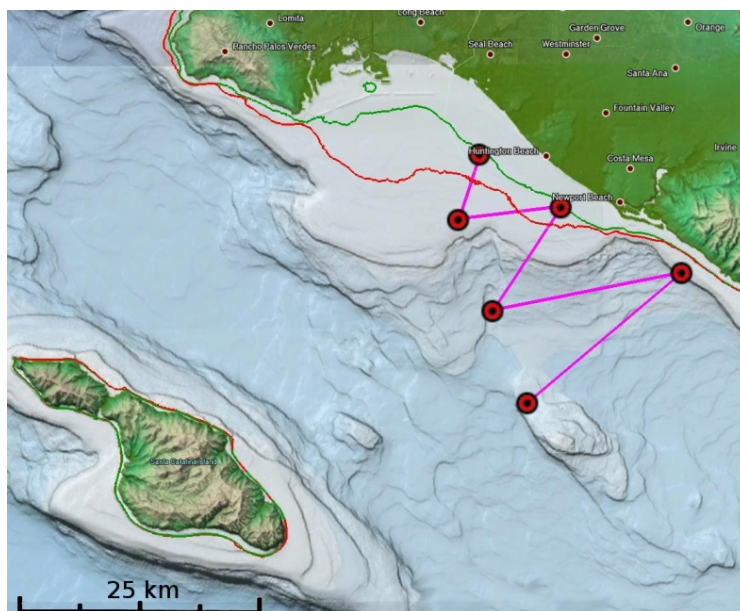 Lomita
Long Beach
Garden Grove
Orange
Rancho Palos Verdes
Seal Beach
Westminster
Santa Ana
Fountain Valley
Huntington Beach
Costa Mesa
Irvine
Newport Beach
Santa Catalina Island
25 km